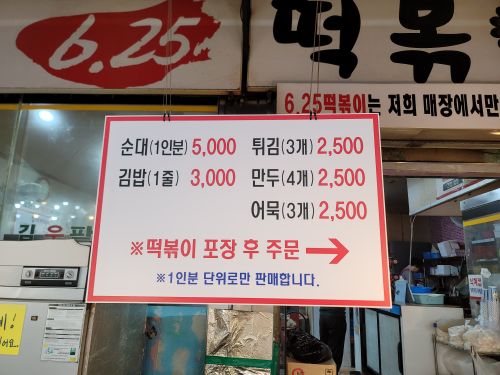 6.25
떡볶
6.25떡볶이는 저희 매장에서만
순대(1인분) 5,000 튀김(3개) 2,500
김밥(1줄) 3,000 만두(4개) 2,500
어묵(3개) 2,500
※떡볶이 포장 후 주문 →
※1인분 단위로만 판매합니다.